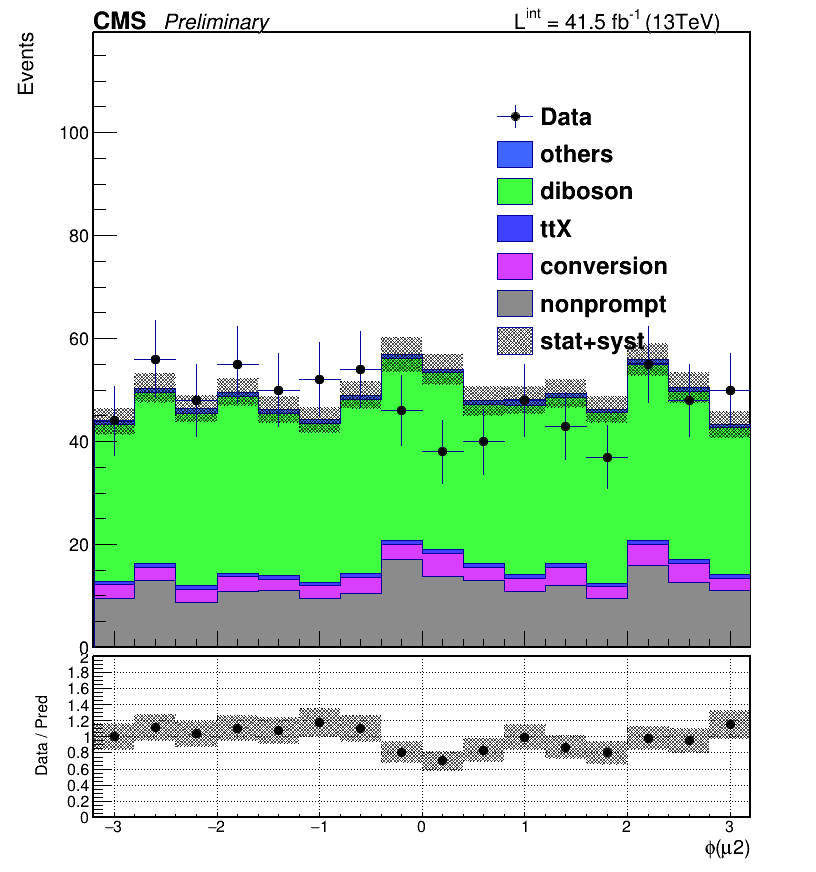 CMS Preliminary L^int = 41.5 fb^-1 (13TeV)
Events
100
80
60
40
20
0
Data
others
diboson
ttX
conversion
nonprompt
stat+syst
Data / Pred
2
1.8
1.6
1.4
1.2
1
0.8
0.6
0.4
0.2
0
−3 −2 −1 0 1 2 3
ϕ(μ2)